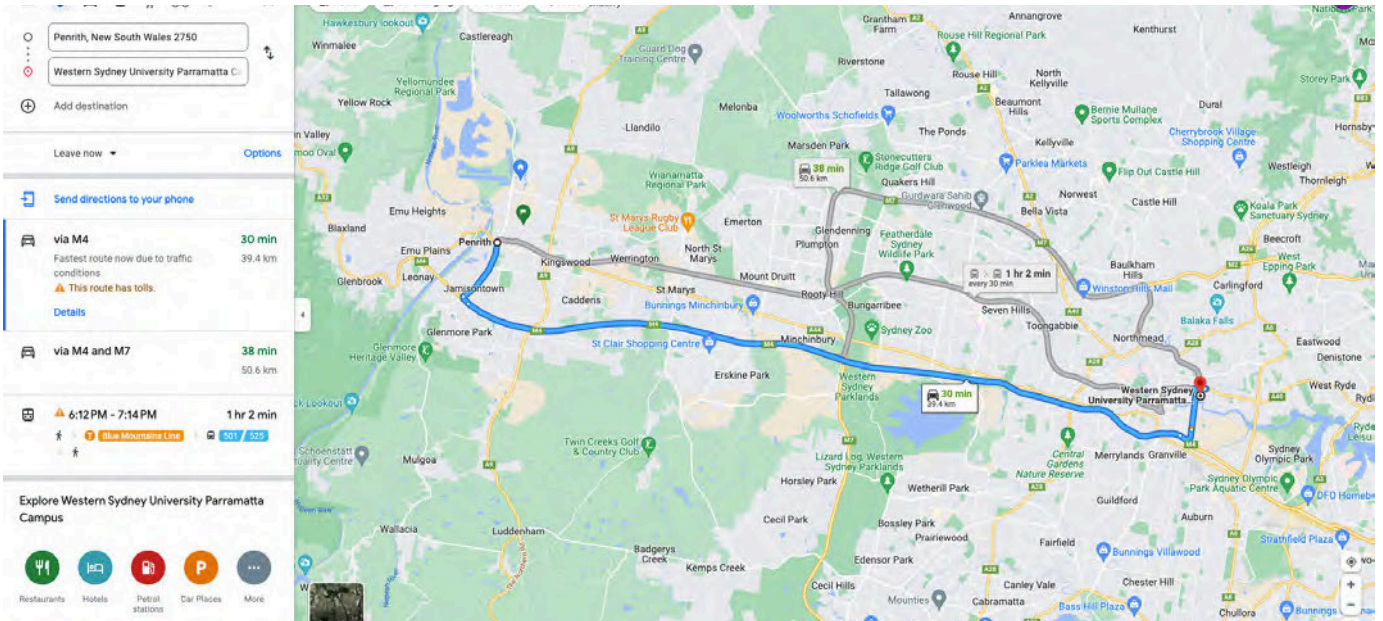 Penrith, New South Wales 2750
Western Sydney University Parramatta Ca
Add destination
Leave now
Options
Send directions to your phone
via M4
30 min
Fastest route now due to traffic
39.4 km
conditions
This route has tolls.
Details
via M4 and M7
38 min
50.6 km
6:12 PM - 7:14 PM
1 hr 2 min
T Blue Mountains Line
501 / 525
Explore Western Sydney University Parramatta
Campus
Restaurants
Hotels
Petrol
stations
Car Places
More
Hawkesbury lookout
Winmalee
Castlereagh
Guard Dog
Training Centre
Grantham
Farm
Annangrove
Rouse Hill Regional Park
Kenthurst
Riverstone
Rouse Hill
North
Kellyville
Storey Park
Yellomundee
Regional Park
Yellow Rock
Melonba
Tallawong
Beaumont
Hills
Bernie Mullane
Sports Complex
Dural
Woolworths Schofields
Llandilo
The Ponds
Kellyville
Cherrybrook Village
Shopping Centre
Hornsby
n Valley
moo Oval
Marsden Park
Stonecutters
Ridge Golf Club
Parklea Markets
Flip Out Castle Hill
Westleigh
Thornleigh
38 min
50.6 km
Wianamatta
Regional Park
Quakers Hill
Gurdwara Sahib
Glenwood
Norwest
Bella Vista
Castle Hill
Koala Park
Sanctuary Sydney
Emu Heights
Blaxland
St Marys Rugby
League Club
Emerton
Glendenning
Plumpton
Featherdale
Sydney
Wildlife Park
Beecroft
Emu Plains
Penrith
Kingswood
Werrington
North St
Marys
West
Epping Park
Glenbrook
Leonay
Jamisontown
Mount Druitt
1 hr 2 min
every 30 min
Baulkham
Hills
Winston Hills Mall
Carlingford
Caddens
St Marys
Rooty Hill
Bungarribee
Bunnings Minchinbury
Seven Hills
Toongabbie
Balaka Falls
Glenmore Park
Sydney Zoo
Northmead
Eastwood
Glenmore
Heritage Valley
St Clair Shopping Centre
Minchinbury
Denistone
Erskine Park
Western
Sydney
Parklands
30 min
39.4 km
Western Sydney
University Parramatta...
West Ryde
ck Lookout
Schoenstatt
tuality Centre
Mulgoa
Twin Creeks Golf
& Country Club
Lizard Log, Western
Sydney Parklands
Central
Gardens
Nature Reserve
Merrylands
Granville
Sydney
Olympic Park
Horsley Park
Wetherill Park
Sydney Olympic
Park Aquatic Centre
DFO Homeb
Guildford
Auburn
Wallacia
Luddenham
Cecil Park
Bossley Park
Prairiewood
Fairfield
Bunnings Villawood
Strathfield Plaza
Badgerys
Creek
Kemps Creek
Edensor Park
Canley Vale
Chester Hill
Cecil Hills
Mounties
Cabramatta
Bass Hill Plaza
Chullora
Bunnings
M4
M7
A9
A2
A44
A28
A40
A6